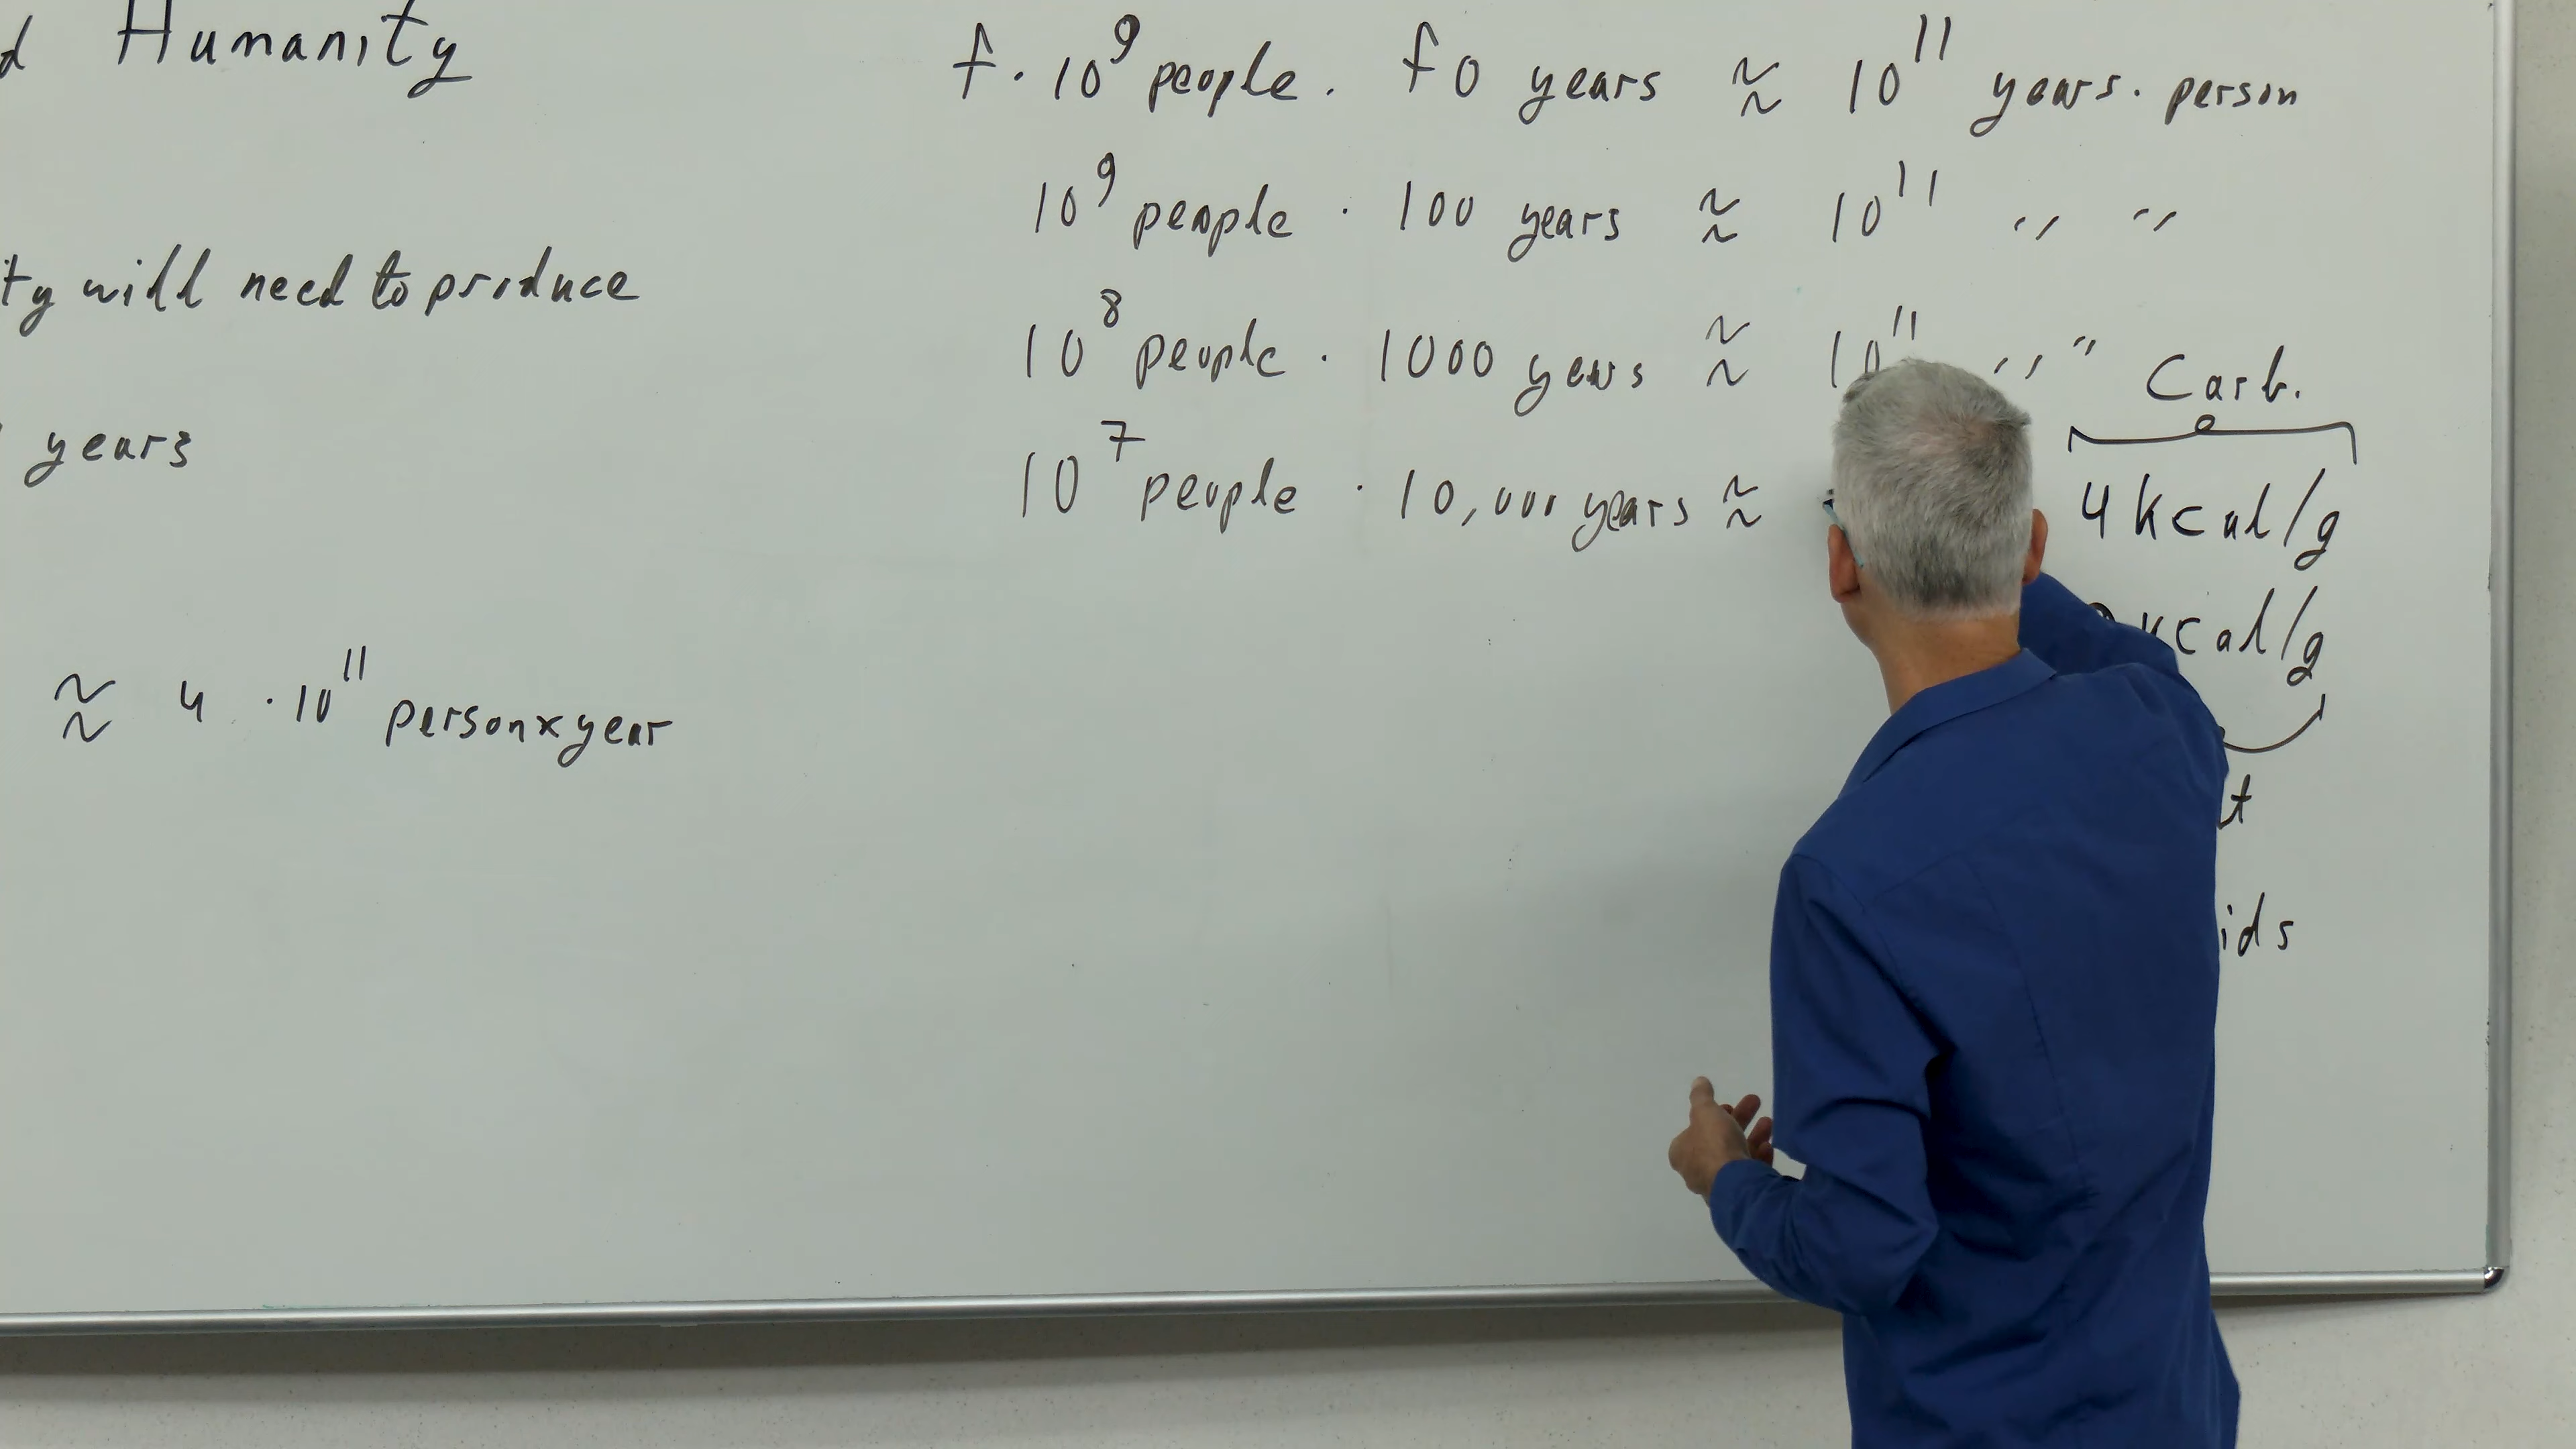 d Humanity
ty will need to produce
years
≈ 4 · 10¹¹ person x year
f · 10⁹ people · f0 years ≈ 10¹¹ years · person
10⁹ people · 100 years ≈ 10¹¹ ,, ,,
10⁸ people · 1000 years ≈ 10¹¹ ,, ,,
10⁷ people · 10,000 years ≈
Carb.
4 kcal/g
kcal/g
t
ids